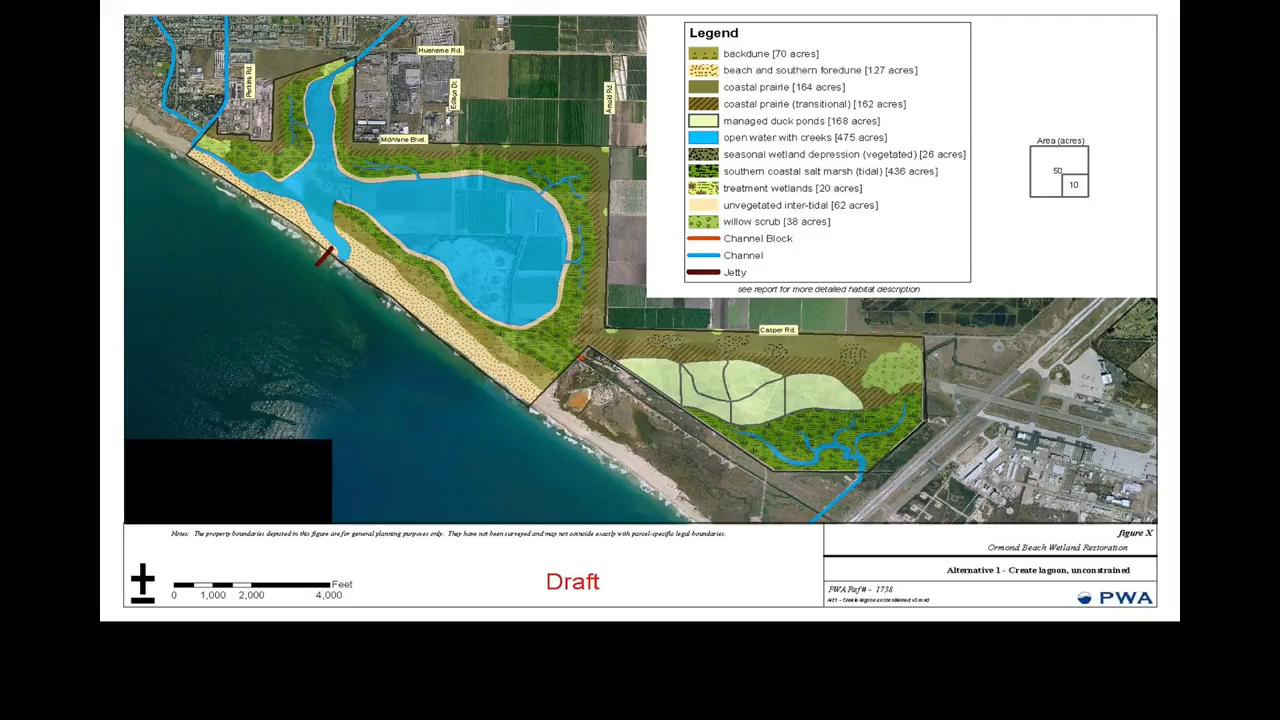 Hueneme Rd.
Perkins Rd.
Edison Dr.
Arnold Rd.
McWane Blvd.
Casper Rd.
Legend
backdune [70 acres]
beach and southern foredune [127 acres]
coastal prairie [164 acres]
coastal prairie (transitional) [162 acres]
managed duck ponds [168 acres]
open water with creeks [475 acres]
seasonal wetland depression (vegetated) [26 acres]
southern coastal salt marsh (tidal) [436 acres]
treatment wetlands [20 acres]
unvegetated inter-tidal [62 acres]
willow scrub [38 acres]
Channel Block
Channel
Jetty
see report for more detailed habitat description
Area (acres)
50
10
Notes: The property boundaries depicted in this figure are for general planning purposes only. They have not been surveyed and may not coincide exactly with parcel-specific legal boundaries.
Feet
0 1,000 2,000 4,000
Draft
figure X
Ormond Beach Wetland Restoration
Alternative 1 - Create lagoon, unconstrained
PWA Ref# - 1738
PWA